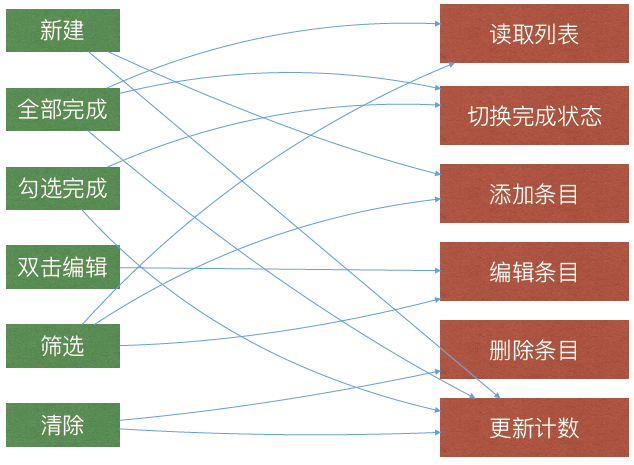 新建
全部完成
勾选完成
双击编辑
筛选
清除
读取列表
切换完成状态
添加条目
编辑条目
删除条目
更新计数